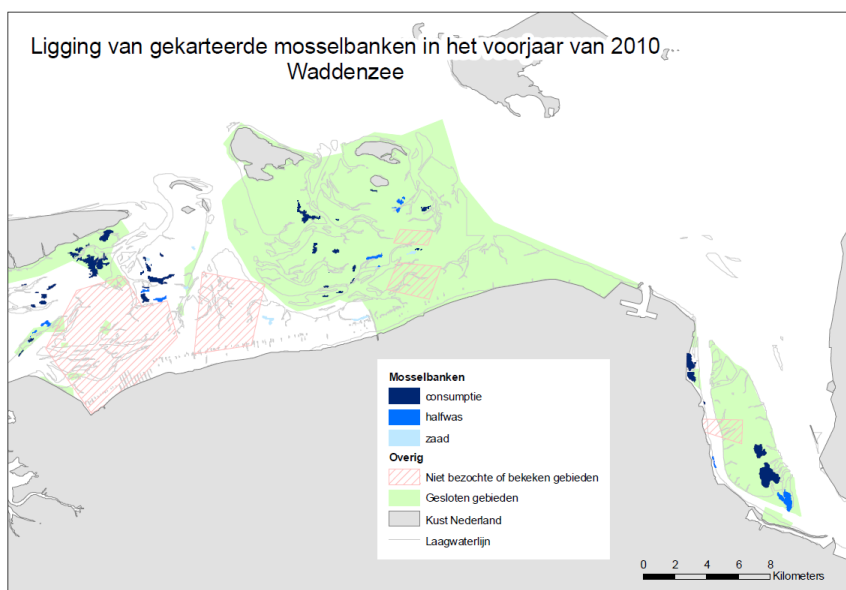 Ligging van gekarteerde mosselbanken in het voorjaar van 2010
Waddenzee
Mosselbanken
consumptie
halfwas
zaad
Overig
Niet bezochte of bekeken gebieden
Gesloten gebieden
Kust Nederland
Laagwaterlijn
0 2 4 6 8
Kilometers